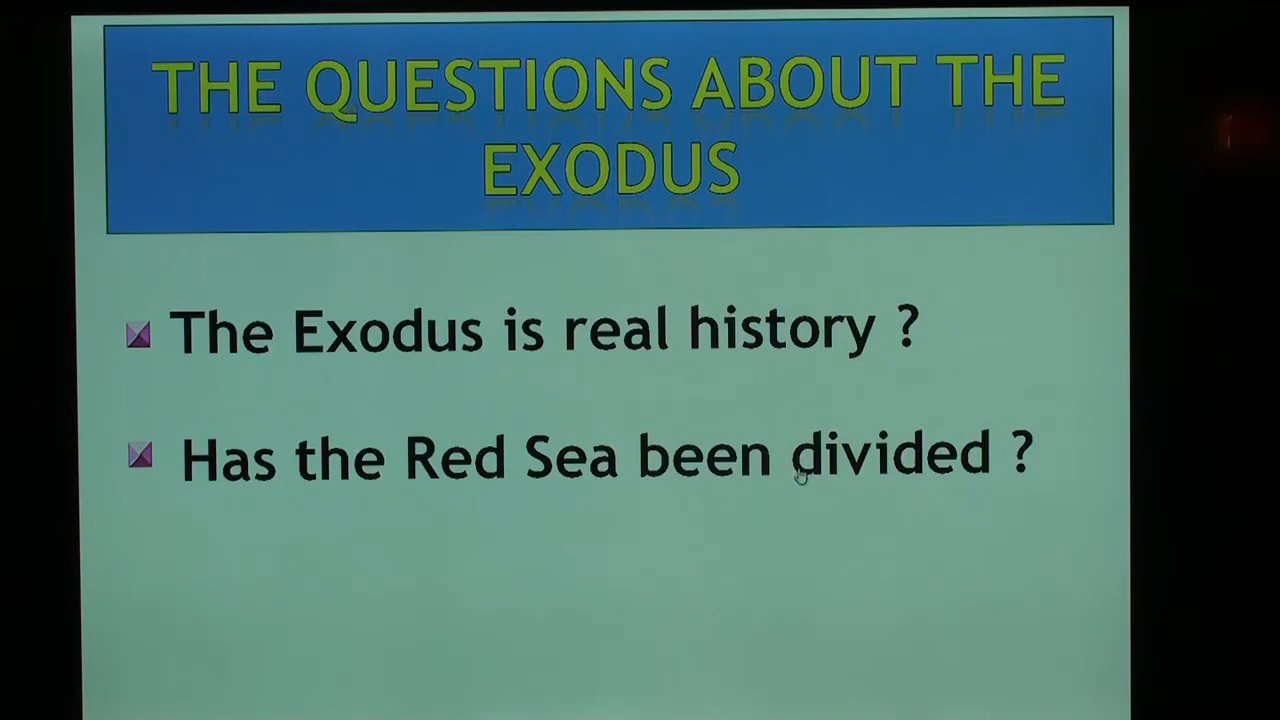 THE QUESTIONS ABOUT THE
EXODUS
The Exodus is real history ?
Has the Red Sea been divided ?